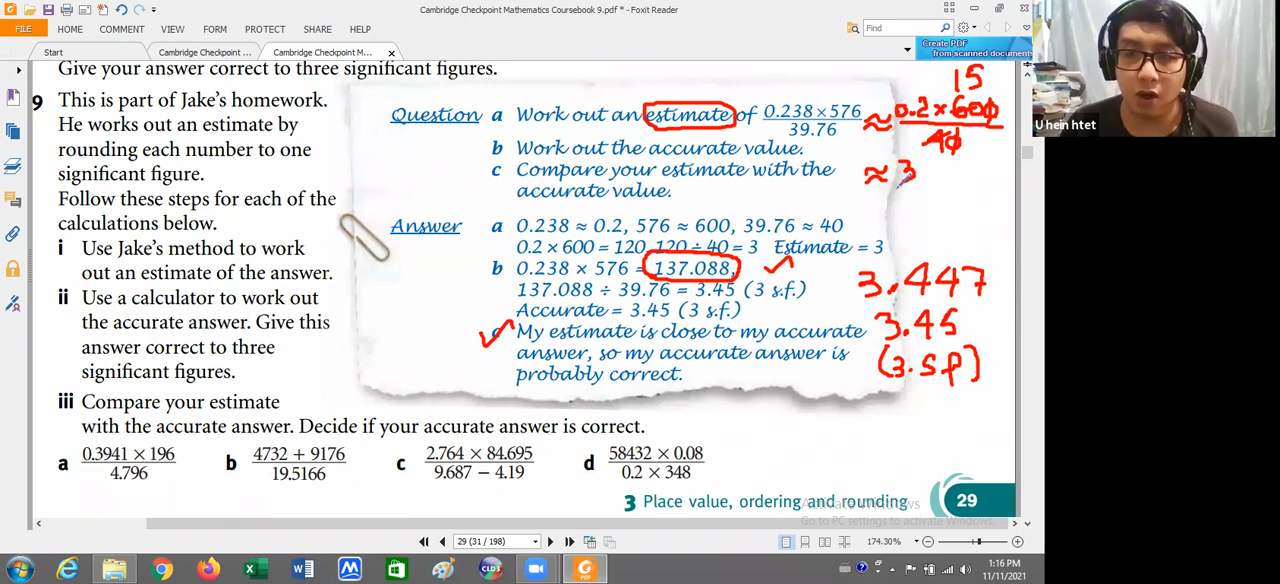 Cambridge Checkpoint Mathematics Coursebook 9.pdf * - Foxit Reader
FILE HOME COMMENT VIEW FORM PROTECT SHARE HELP
Find
Start Cambridge Checkpoint ... Cambridge Checkpoint M...
Create PDF
from scanned documents
Give your answer correct to three significant figures.
9 This is part of Jake's homework.
He works out an estimate by
rounding each number to one
significant figure.
Follow these steps for each of the
calculations below.
i Use Jake's method to work
out an estimate of the answer.
ii Use a calculator to work out
the accurate answer. Give this
answer correct to three
significant figures.
iii Compare your estimate
with the accurate answer. Decide if your accurate answer is correct.
Question a Work out an estimate of 0.238 × 576
39.76
b Work out the accurate value.
c Compare your estimate with the
accurate value.
Answer a 0.238 ≈ 0.2, 576 ≈ 600, 39.76 ≈ 40
0.2 × 600 = 120, 120 ÷ 40 = 3 Estimate = 3
b 0.238 × 576 = 137.088,
137.088 ÷ 39.76 = 3.45 (3 s.f.)
Accurate = 3.45 (3 s.f.)
My estimate is close to my accurate
answer, so my accurate answer is
probably correct.
15
≈ 0.2 × 600
40
≈ 3
3.447
3.45
(3.sf)
U hein htet
a 0.3941 × 196
4.796
b 4732 + 9176
19.5166
c 2.764 × 84.695
9.687 − 4.19
d 58432 × 0.08
0.2 × 348
3 Place value, ordering and rounding 29
Activate Windows
Go to PC settings to activate Windows.
29 (31 / 198) 174.30%
CLDS
1:16 PM
11/11/2021